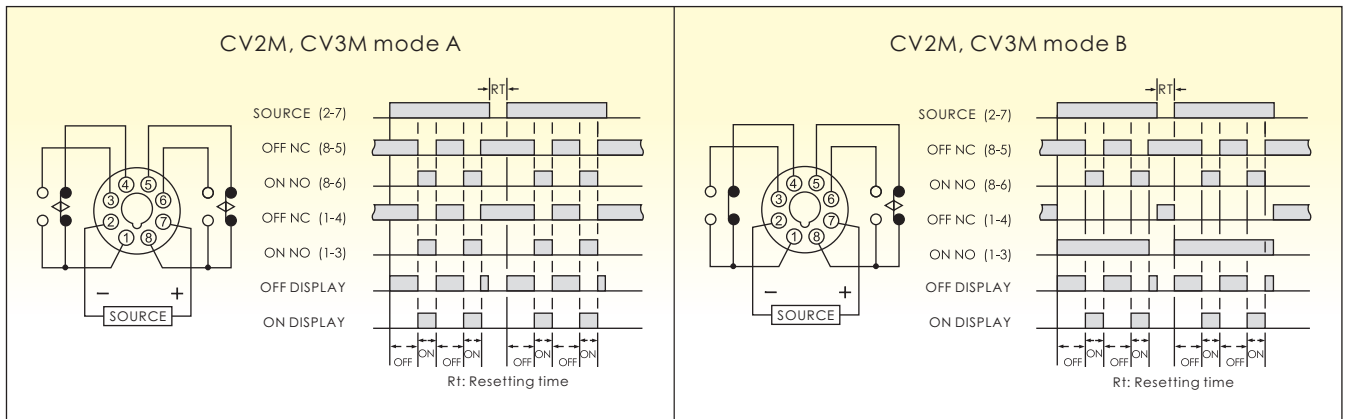 CV2M, CV3M mode A
RT
SOURCE (2-7)
OFF NC (8-5)
ON NO (8-6)
OFF NC (1-4)
ON NO (1-3)
OFF DISPLAY
ON DISPLAY
4 5
3 6
2 7
1 8
− +
SOURCE
OFF ON OFF ON OFF ON OFF ON
Rt: Resetting time
CV2M, CV3M mode B
RT
SOURCE (2-7)
OFF NC (8-5)
ON NO (8-6)
OFF NC (1-4)
ON NO (1-3)
OFF DISPLAY
ON DISPLAY
4 5
3 6
2 7
1 8
− +
SOURCE
OFF ON OFF ON OFF ON OFF ON
Rt: Resetting time